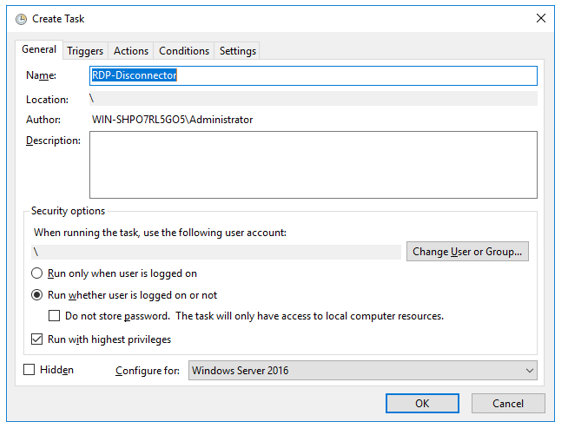 Create Task
General Triggers Actions Conditions Settings
Name: RDP-Disconnector
Location: \
Author: WIN-SHPO7RL5GO5\Administrator
Description:
Security options
When running the task, use the following user account:
\ Change User or Group...
Run only when user is logged on
Run whether user is logged on or not
Do not store password. The task will only have access to local computer resources.
Run with highest privileges
Hidden Configure for: Windows Server 2016
OK Cancel